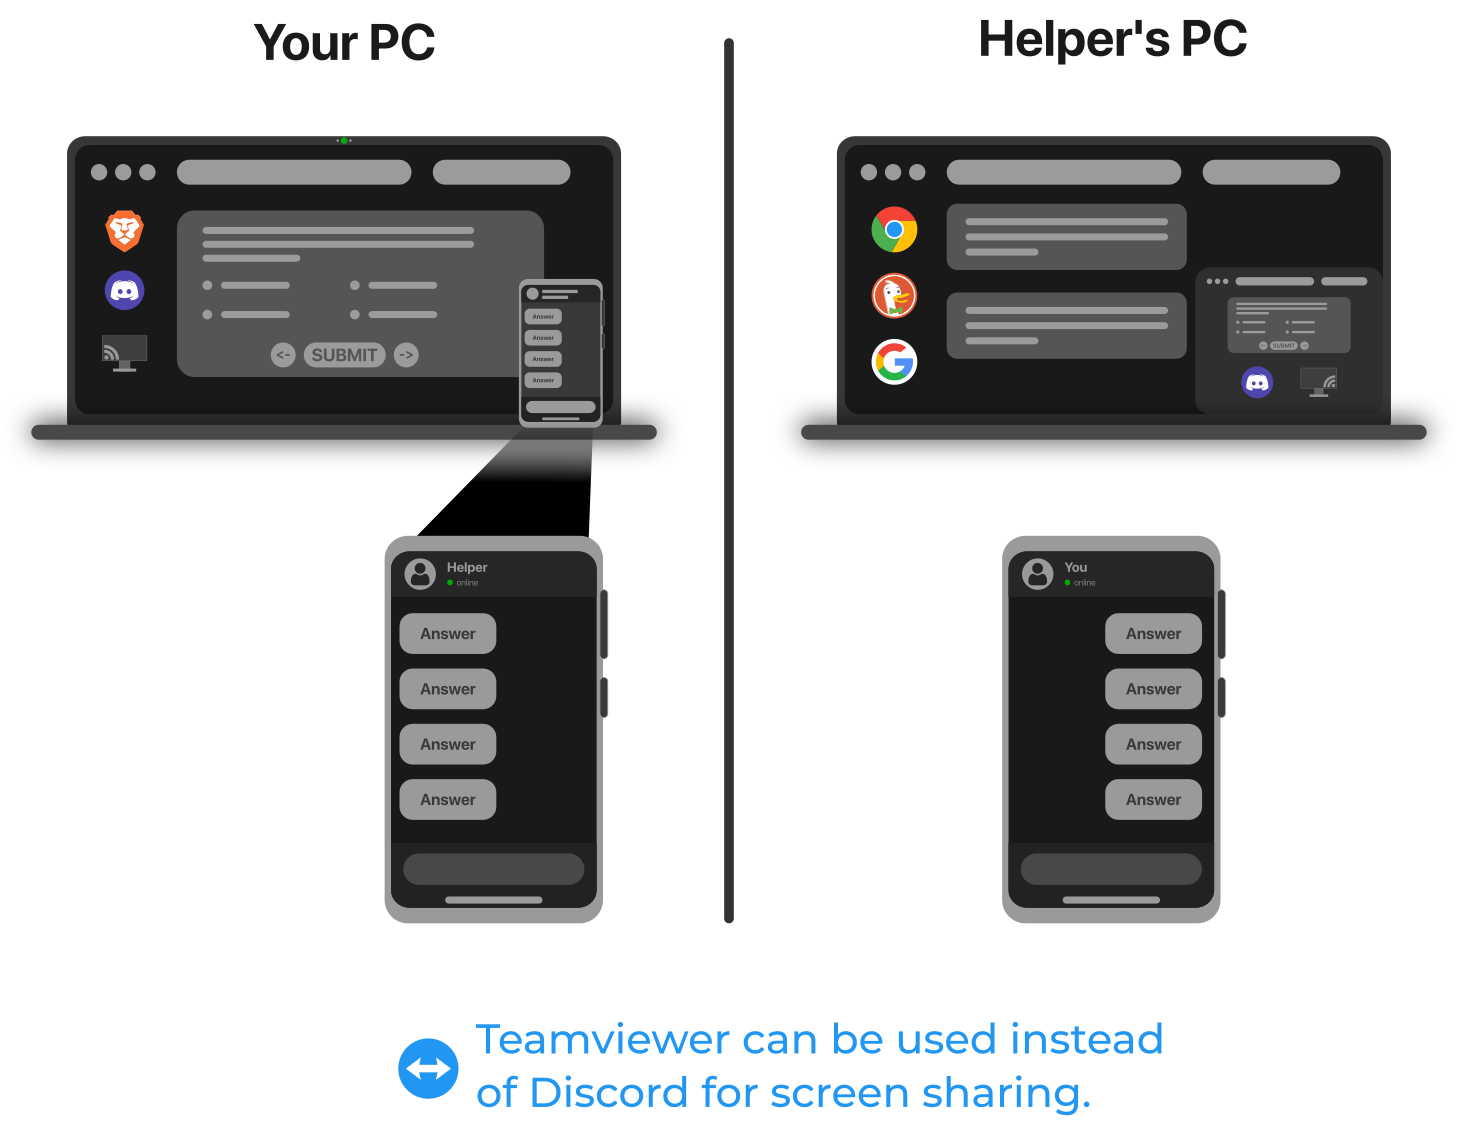 Your PC
Helper's PC
<- SUBMIT ->
Answer
Answer
Answer
Answer
<- SUBMIT ->
Helper
online
Answer
Answer
Answer
Answer
You
online
Answer
Answer
Answer
Answer
Teamviewer can be used instead
of Discord for screen sharing.